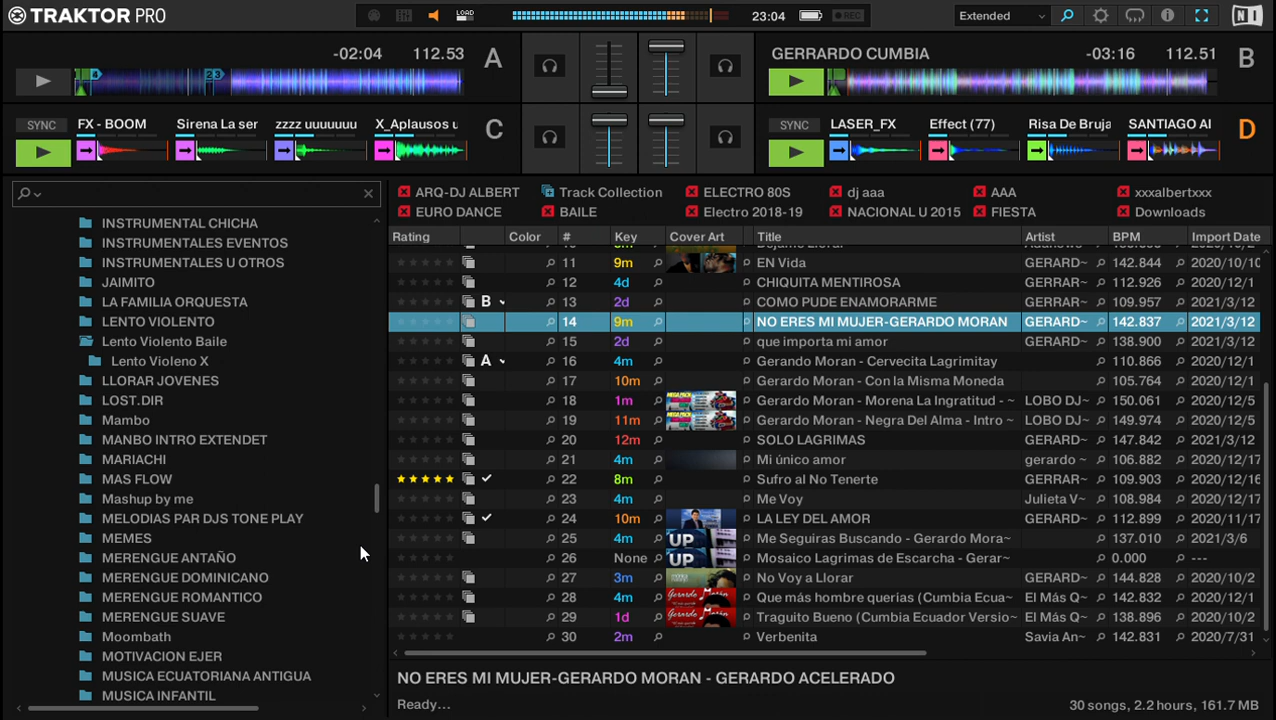 TRAKTOR PRO LOAD 23:04 REC Extended i NI
-02:04 112.53 A
GERRARDO CUMBIA -03:16 112.51 B
SYNC FX - BOOM Sirena La ser zzzz uuuuuuu X_Aplausos u C
SYNC LASER_FX Effect (77) Risa De Bruja SANTIAGO AI D
INSTRUMENTAL CHICHA
INSTRUMENTALES EVENTOS
INSTRUMENTALES U OTROS
JAIMITO
LA FAMILIA ORQUESTA
LENTO VIOLENTO
Lento Violento Baile
Lento Violeno X
LLORAR JOVENES
LOST.DIR
Mambo
MANBO INTRO EXTENDET
MARIACHI
MAS FLOW
Mashup by me
MELODIAS PAR DJS TONE PLAY
MEMES
MERENGUE ANTAÑO
MERENGUE DOMINICANO
MERENGUE ROMANTICO
MERENGUE SUAVE
Moombath
MOTIVACION EJER
MUSICA ECUATORIANA ANTIGUA
MUSICA INFANTIL
ARQ-DJ ALBERT Track Collection ELECTRO 80S dj aaa AAA xxxalbertxxx
EURO DANCE BAILE Electro 2018-19 NACIONAL U 2015 FIESTA Downloads
Rating Color # Key Cover Art Title Artist BPM Import Date
11 9m EN Vida GERARD~ 142.844 2020/10/10
12 4d CHIQUITA MENTIROSA GERRAR~ 112.926 2020/12/1
B 13 2d COMO PUDE ENAMORARME GERARD~ 109.957 2021/3/12
14 9m NO ERES MI MUJER-GERARDO MORAN GERARD~ 142.837 2021/3/12
15 2d que importa mi amor GERARD~ 138.900 2021/3/12
A 16 4m Gerando Moran - Cervecita Lagrimitay 110.866 2020/12/1
17 10m Gerardo Moran - Con la Misma Moneda 105.764 2020/12/1
18 1m Gerardo Moran - Morena La Ingratitud - ~ LOBO DJ~ 150.061 2020/12/5
19 11m Gerardo Moran - Negra Del Alma - Intro ~ LOBO DJ~ 149.974 2020/12/5
20 12m SOLO LAGRIMAS GERRAR~ 147.842 2021/3/12
21 4m Mi único amor gerardo ~ 106.882 2020/12/17
22 8m Sufro al No Tenerte GERRAR~ 109.903 2020/12/16
23 4m Me Voy Julieta V~ 108.984 2020/12/17
24 10m LA LEY DEL AMOR GERRAR~ 112.899 2020/11/17
25 4m UP Me Seguiras Buscando - Gerardo Mora~ 137.010 2021/3/6
26 None UP Mosaico Lagrimas de Escarcha - Gerar~ 0.000 ---
27 3m No Voy a Llorar GERARD~ 144.828 2020/10/2
28 4m Que más hombre querias (Cumbia Ecua~ El Más Q~ 138.936 2020/10/2
29 1d Traguito Bueno (Cumbia Ecuador Versio~ El Más Q~ 138.896 2020/10/2
30 2m Verbenita Savia An~ 142.831 2020/7/31
NO ERES MI MUJER-GERARDO MORAN - GERARDO ACELERADO
Ready... 30 songs, 2.2 hours, 161.7 MB